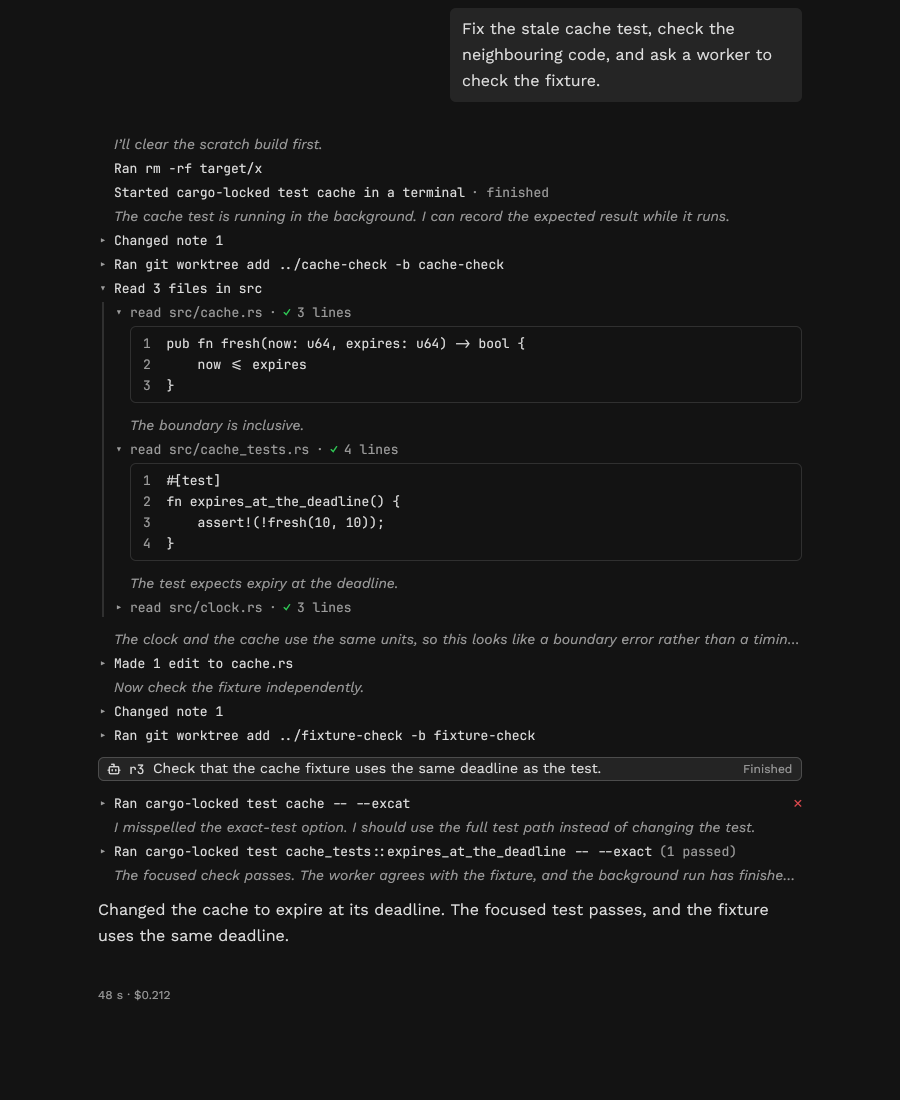 Fix the stale cache test, check the
neighbouring code, and ask a worker to
check the fixture.
I'll clear the scratch build first.
Ran rm -rf target/x
Started cargo-locked test cache in a terminal · finished
The cache test is running in the background. I can record the expected result while it runs.
▸ Changed note 1
▸ Ran git worktree add ../cache-check -b cache-check
▾ Read 3 files in src
▾ read src/cache.rs · ✓ 3 lines
1 pub fn fresh(now: u64, expires: u64) -> bool {
2     now <= expires
3 }
The boundary is inclusive.
▾ read src/cache_tests.rs · ✓ 4 lines
1 #[test]
2 fn expires_at_the_deadline() {
3     assert!(!fresh(10, 10));
4 }
The test expects expiry at the deadline.
▸ read src/clock.rs · ✓ 3 lines
The clock and the cache use the same units, so this looks like a boundary error rather than a timin…
▸ Made 1 edit to cache.rs
Now check the fixture independently.
▸ Changed note 1
▸ Ran git worktree add ../fixture-check -b fixture-check
r3 Check that the cache fixture uses the same deadline as the test. Finished
▸ Ran cargo-locked test cache -- --excat ✕
I misspelled the exact-test option. I should use the full test path instead of changing the test.
▸ Ran cargo-locked test cache_tests::expires_at_the_deadline -- --exact (1 passed)
The focused check passes. The worker agrees with the fixture, and the background run has finishe…
Changed the cache to expire at its deadline. The focused test passes, and the fixture
uses the same deadline.
48 s · $0.212